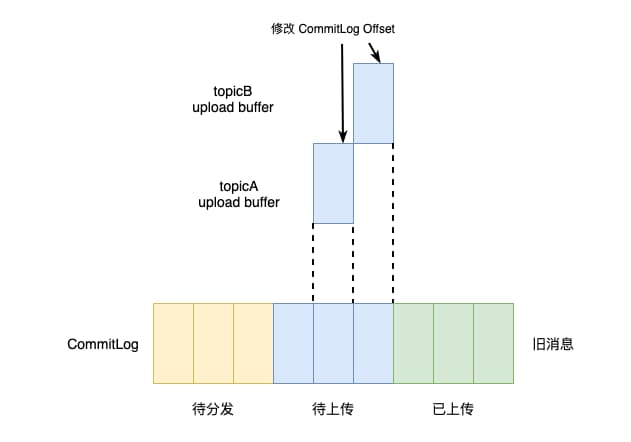 修改 CommitLog Offset
topicB
upload buffer
topicA
upload buffer
CommitLog
旧消息
待分发
待上传
已上传